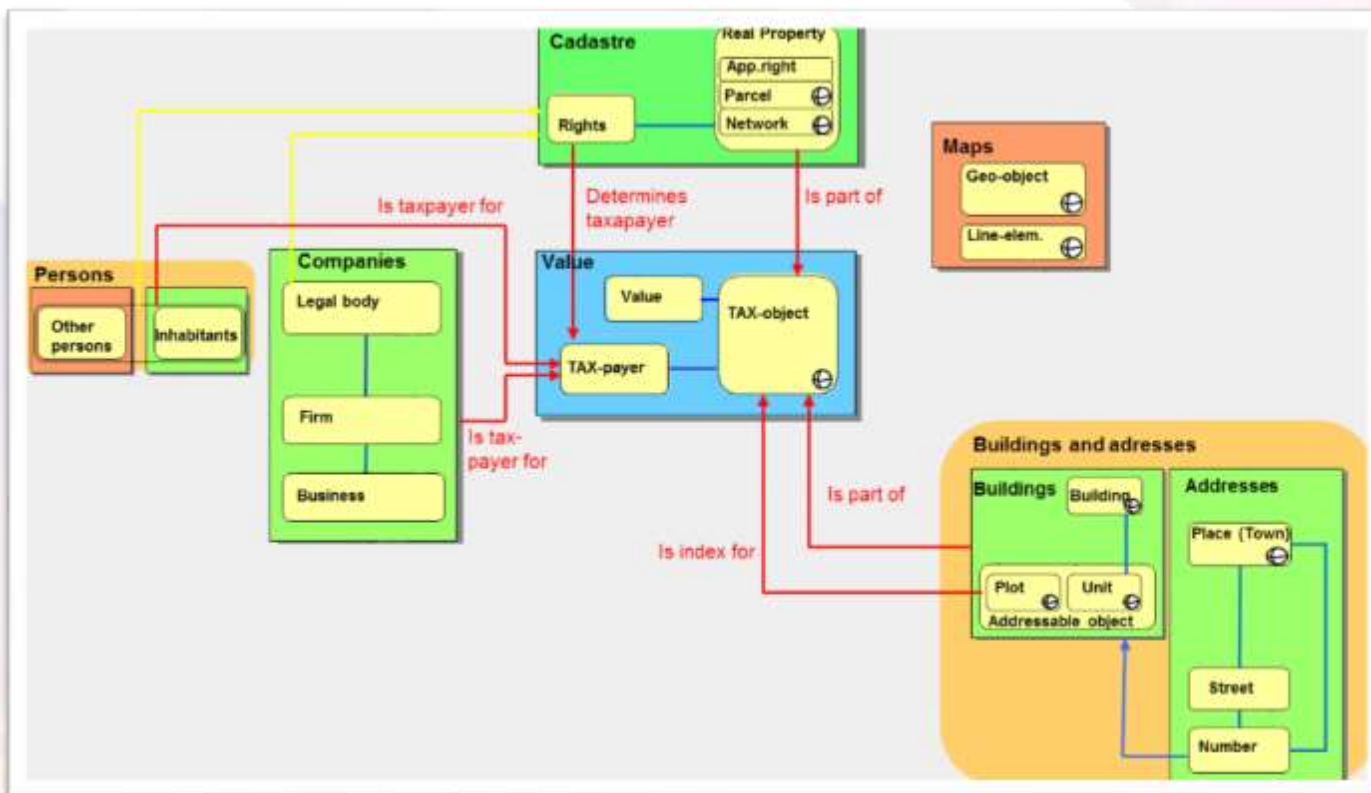 Cadastre
Real Property
App.right
Parcel
Network
Rights
Maps
Geo-object
Line-elem.
Is taxpayer for
Determines
taxapayer
Is part of
Persons
Other
persons
Inhabitants
Companies
Legal body
Firm
Business
Value
Value
TAX-object
TAX-payer
Is tax-
payer for
Is part of
Is index for
Buildings and adresses
Buildings
Building
Plot
Unit
Addressable object
Addresses
Place (Town)
Street
Number